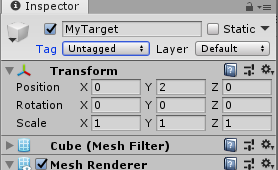 Inspector
MyTarget Static
Tag Untagged Layer Default
Transform
Position X 0 Y 2 Z 0
Rotation X 0 Y 0 Z 0
Scale X 1 Y 1 Z 1
Cube (Mesh Filter)
Mesh Renderer